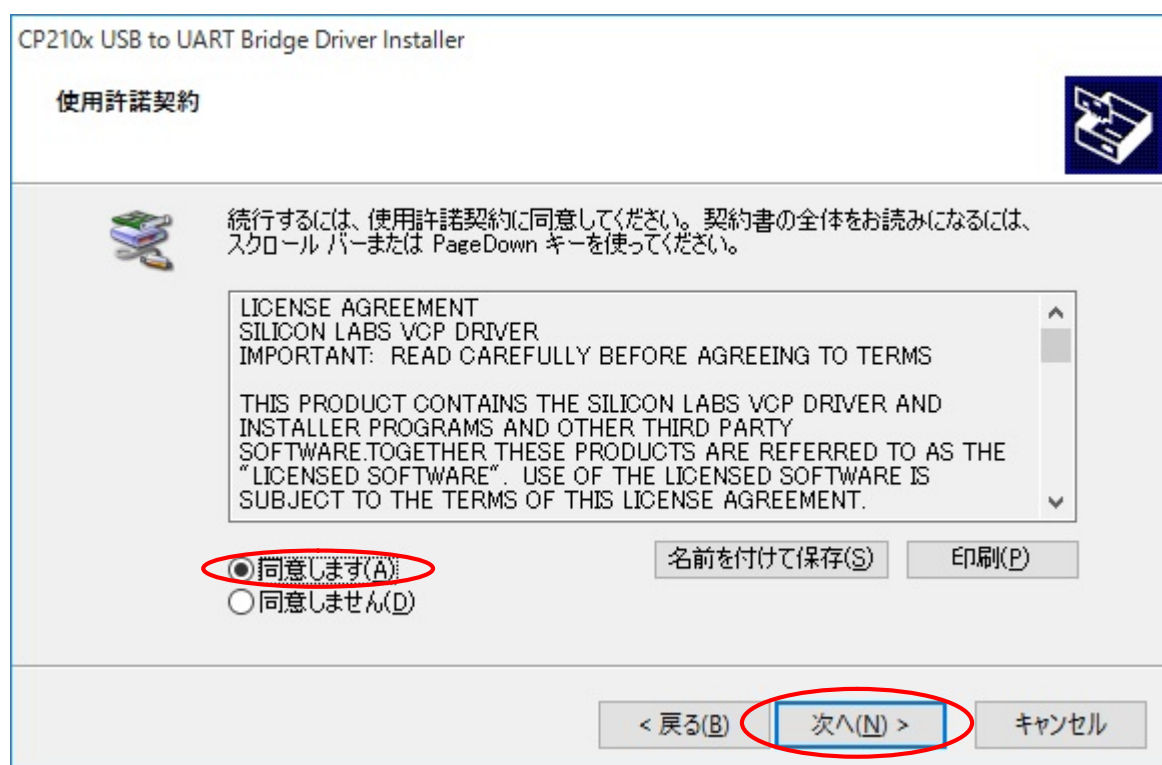 CP210x USB to UART Bridge Driver Installer
使用許諾契約
続行するには、使用許諾契約に同意してください。契約書の全体をお読みになるには、
スクロール バーまたは PageDown キーを使ってください。
LICENSE AGREEMENT
SILICON LABS VCP DRIVER
IMPORTANT:  READ CAREFULLY BEFORE AGREEING TO TERMS
THIS PRODUCT CONTAINS THE SILICON LABS VCP DRIVER AND
INSTALLER PROGRAMS AND OTHER THIRD PARTY
SOFTWARE.TOGETHER THESE PRODUCTS ARE REFERRED TO AS THE
“LICENSED SOFTWARE“.  USE OF THE LICENSED SOFTWARE IS
SUBJECT TO THE TERMS OF THIS LICENSE AGREEMENT.
名前を付けて保存(S) 印刷(P)
同意します(A)
同意しません(D)
< 戻る(B) 次へ(N) > キャンセル